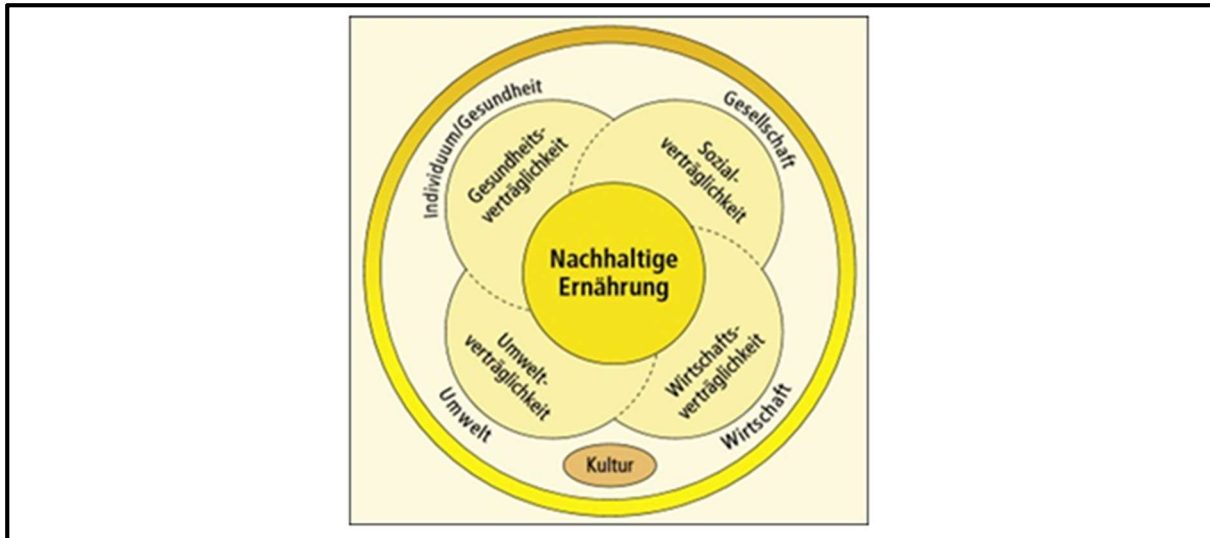 Individuum/Gesundheit
Gesellschaft
Gesundheits-
verträglichkeit
Sozial-
verträglichkeit
Nachhaltige
Ernährung
Umwelt-
verträglichkeit
Wirtschafts-
verträglichkeit
Umwelt
Wirtschaft
Kultur